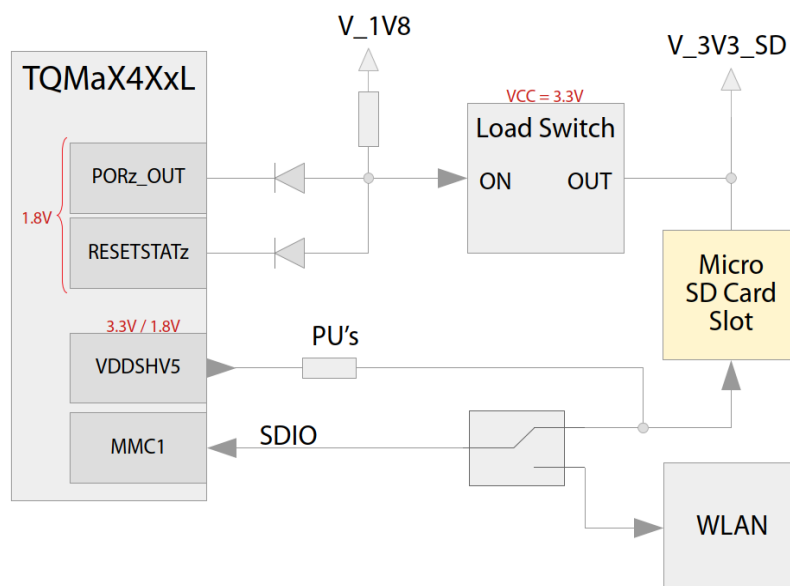 V_1V8
V_3V3_SD
TQMaX4XxL
VCC = 3.3V
Load Switch
PORz_OUT
ON
OUT
1.8V
RESETSTATz
Micro
SD Card
Slot
3.3V / 1.8V
PU's
VDDSHV5
SDIO
MMC1
WLAN